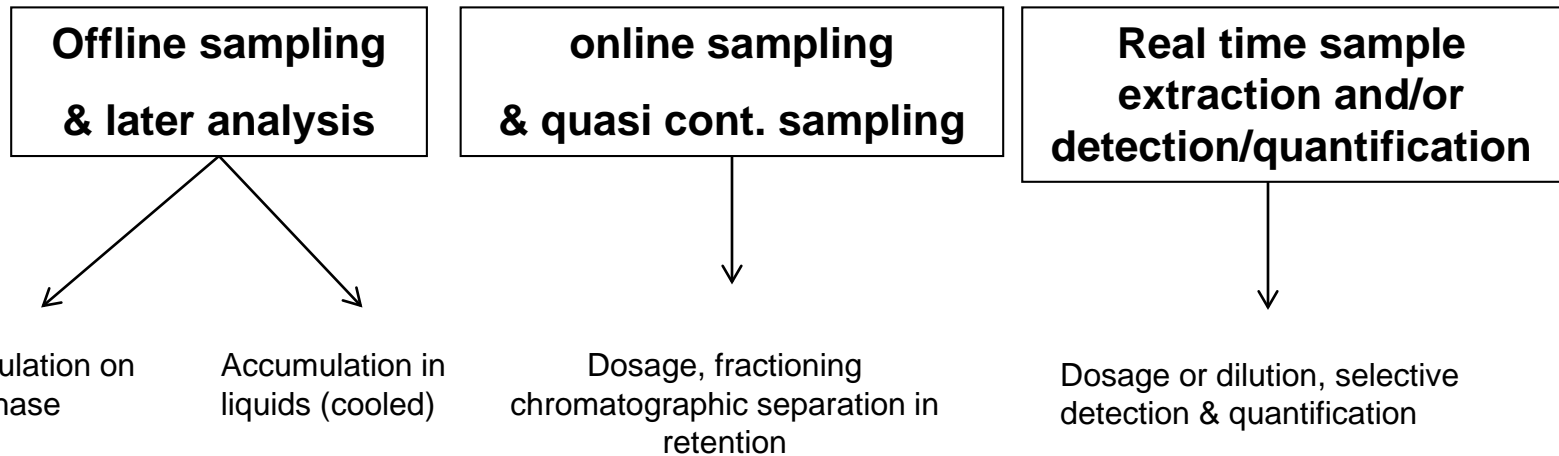 Offline sampling
& later analysis
online sampling
& quasi cont. sampling
Real time sample
extraction and/or
detection/quantification
on
Accumulation in
liquids (cooled)
Dosage, fractioning
chromatographic separation in
retention
Dosage or dilution, selective
detection & quantification